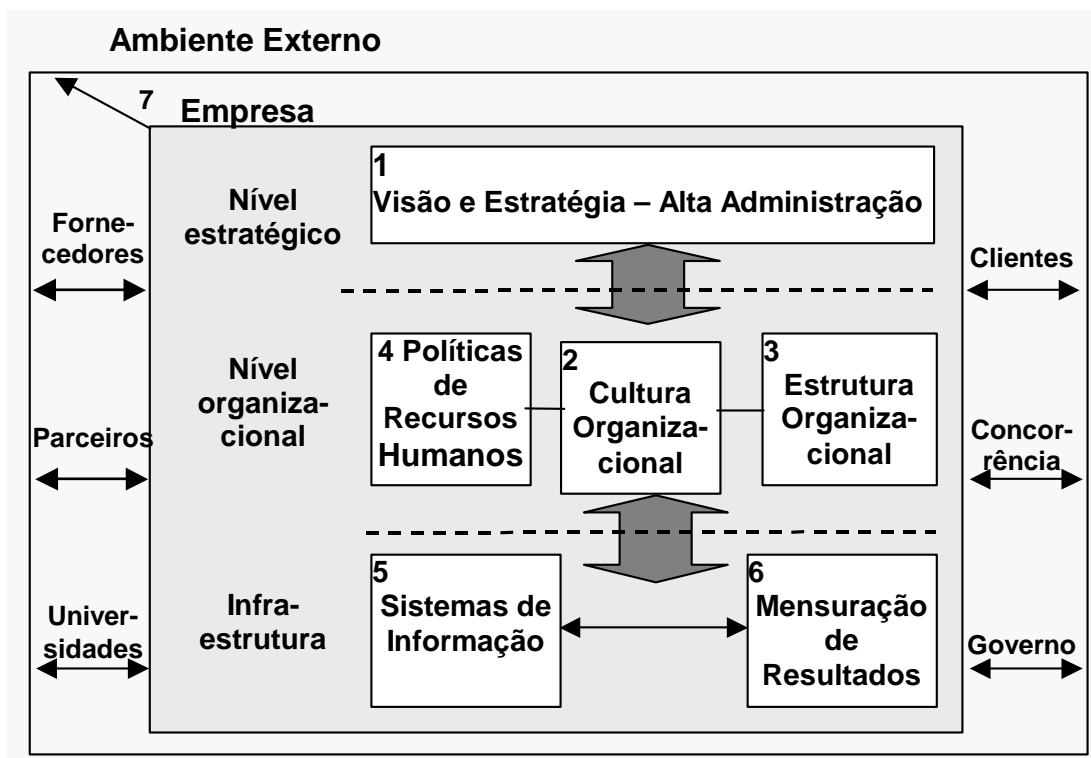 Ambiente Externo
7
Empresa
1
Visão e Estratégia – Alta Administração
Nível
estratégico
Forne-
cedores
Clientes
4 Políticas
de
Recursos
Humanos
2
Cultura
Organiza-
cional
3
Estrutura
Organiza-
cional
Nível
organiza-
cional
Parceiros
Concor-
rência
5
Sistemas de
Informação
6
Mensuração
de
Resultados
Infra-
estrutura
Univer-
sidades
Governo